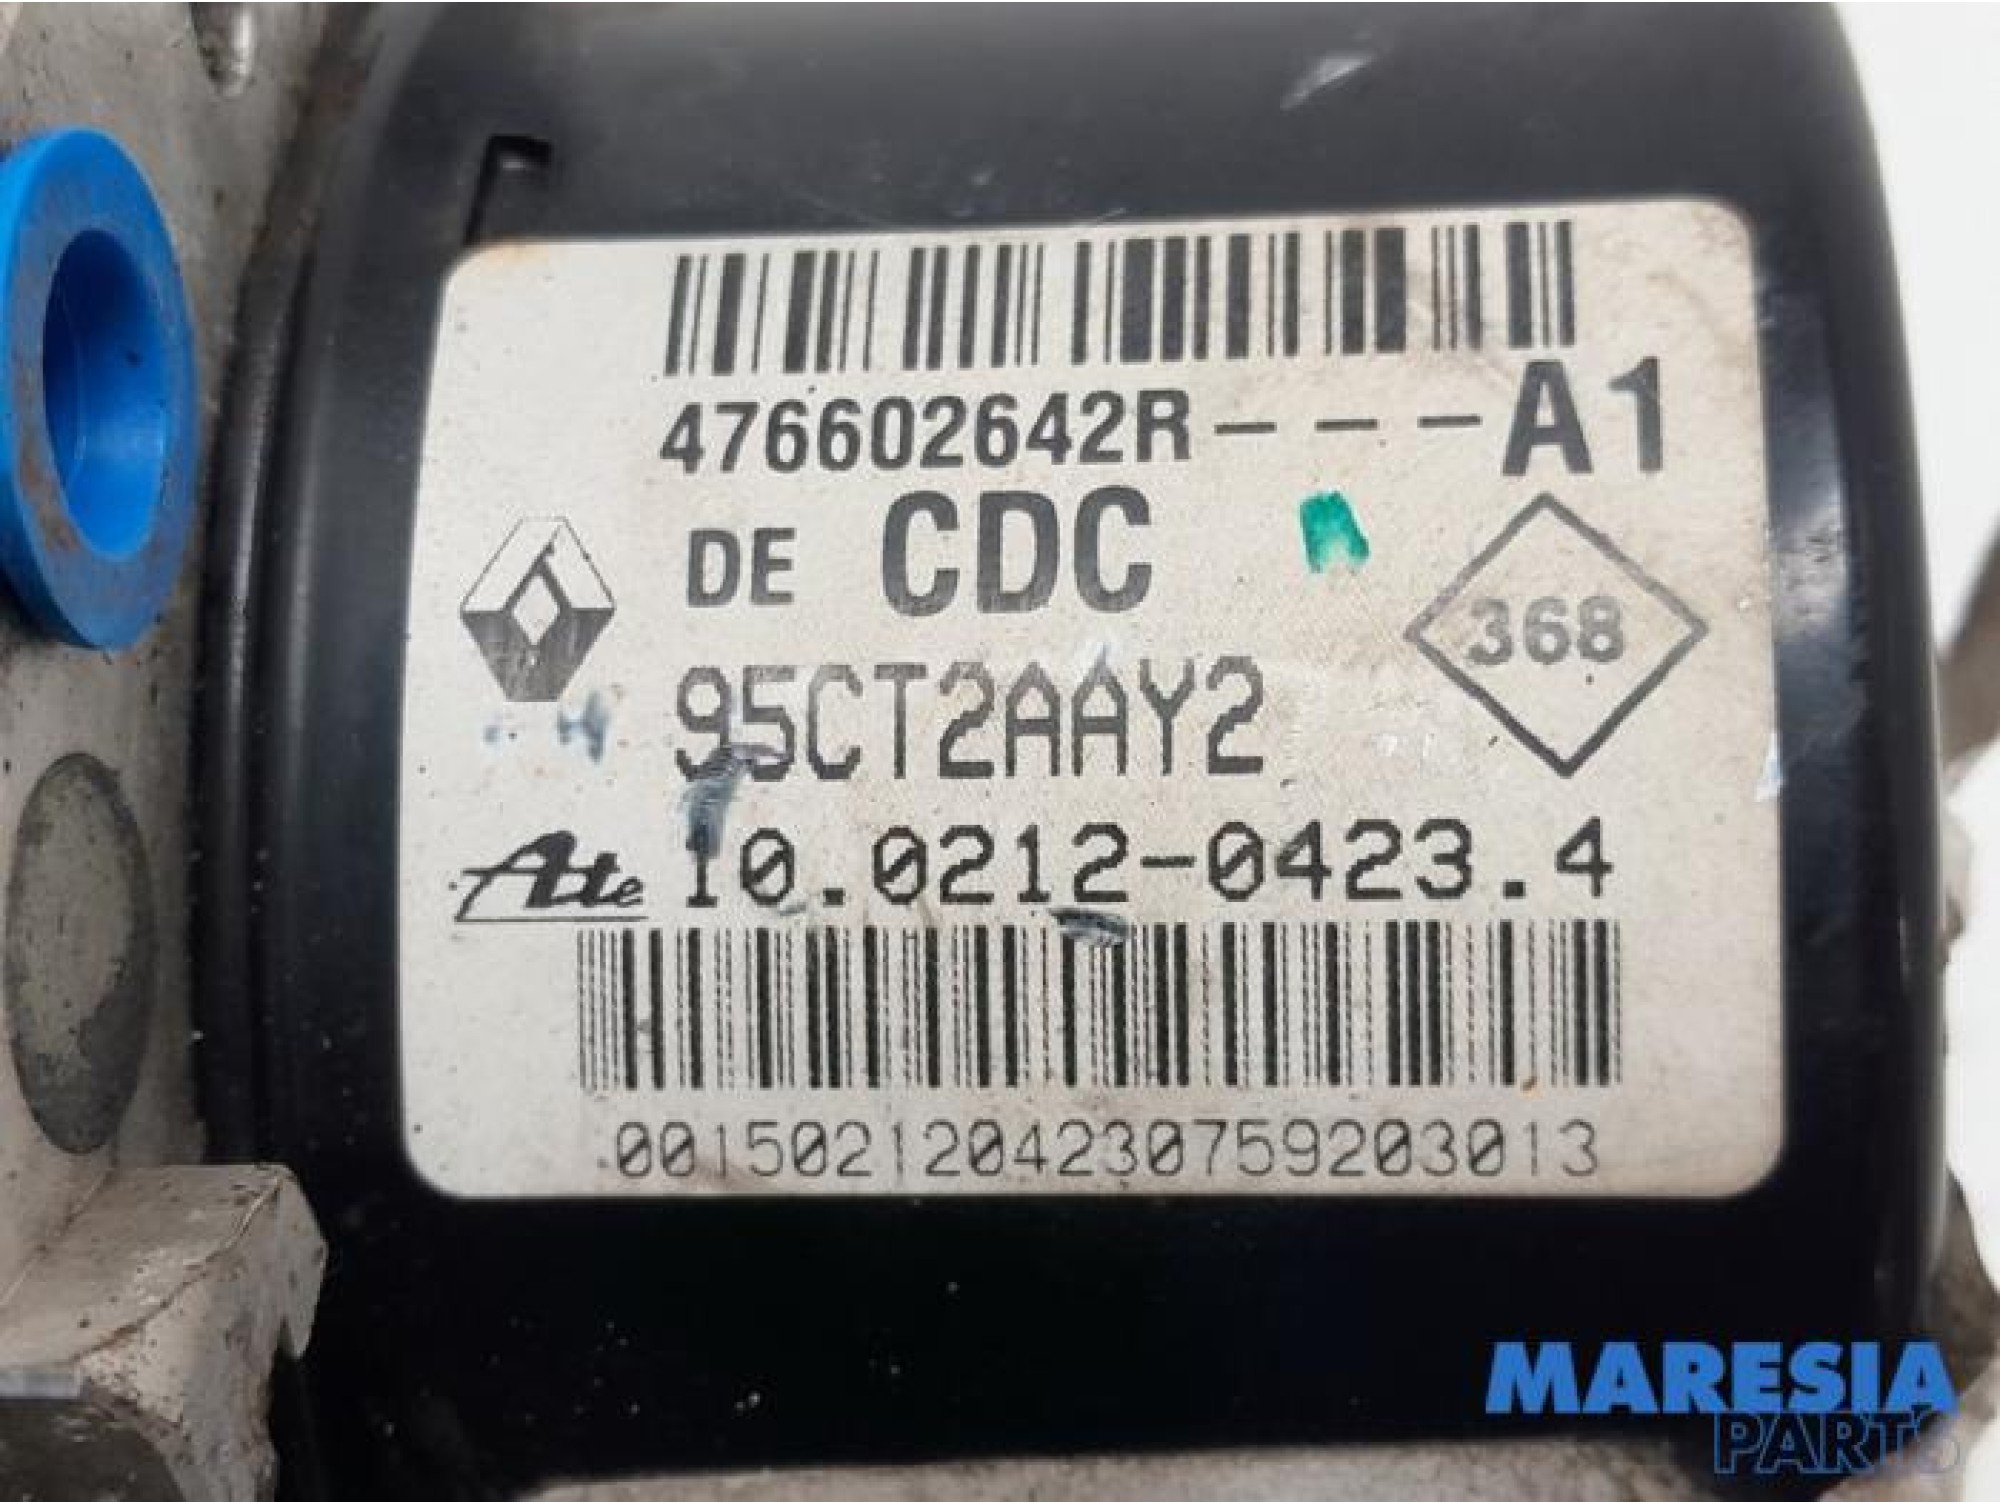 476602642R---A1
DE CDC
368
95CT2AAY2
Ate 10.0212-0423.4
0015021204230759203013
MARESIA
PARTS